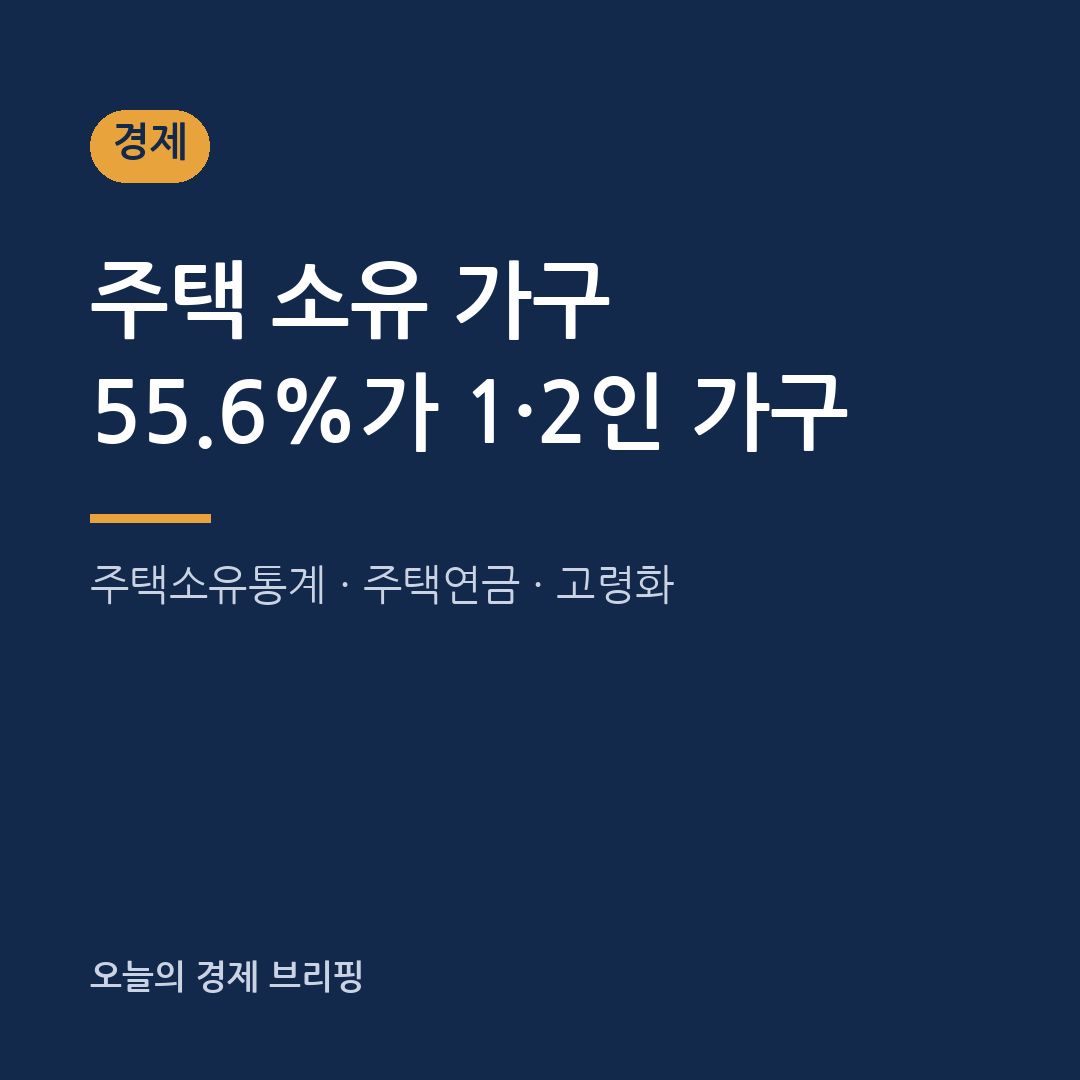 경제
주택 소유 가구
55.6%가 1·2인 가구
주택소유통계 · 주택연금 · 고령화
오늘의 경제 브리핑